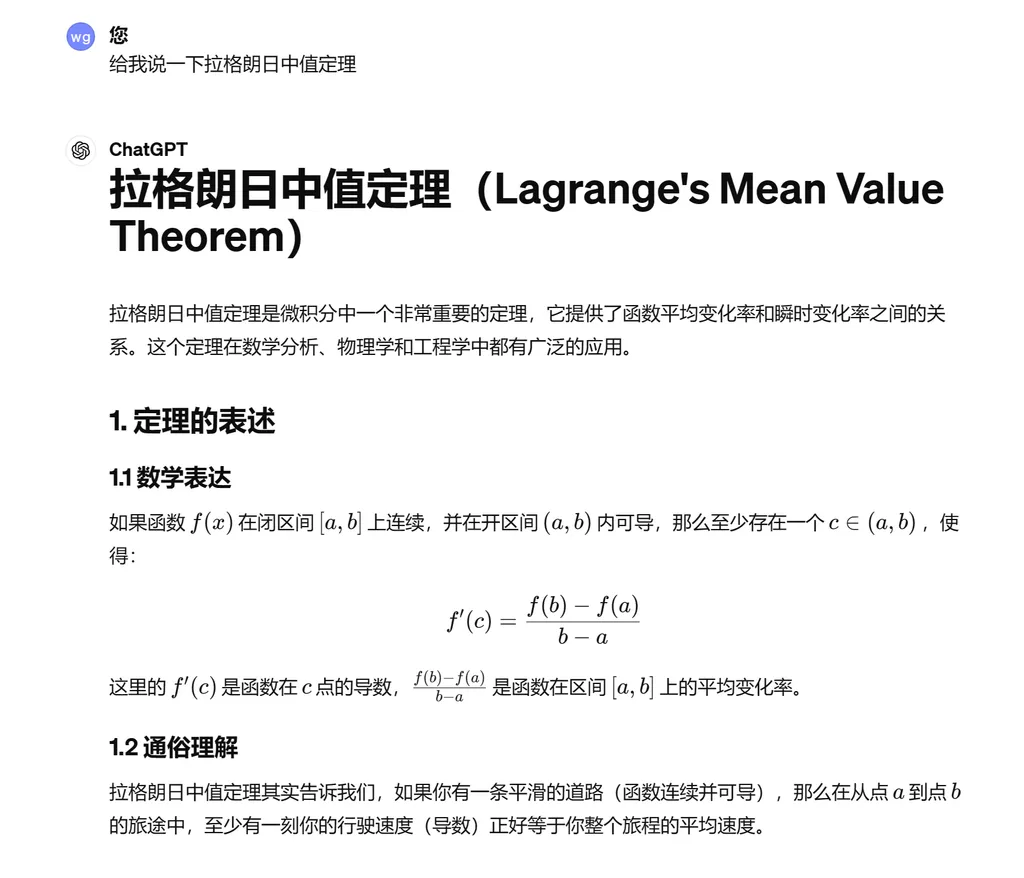 wg 您
给我说一下拉格朗日中值定理
ChatGPT
拉格朗日中值定理（Lagrange's Mean Value
Theorem）
拉格朗日中值定理是微积分中一个非常重要的定理，它提供了函数平均变化率和瞬时变化率之间的关
系。这个定理在数学分析、物理学和工程学中都有广泛的应用。
1. 定理的表述
1.1 数学表达
如果函数 f(x) 在闭区间 [a, b] 上连续，并在开区间 (a, b) 内可导，那么至少存在一个 c ∈ (a, b) ，使
得：
f′(c) = \frac{f(b) − f(a)}{b − a}
这里的 f′(c) 是函数在 c 点的导数，\frac{f(b)−f(a)}{b−a} 是函数在区间 [a, b] 上的平均变化率。
1.2 通俗理解
拉格朗日中值定理其实告诉我们，如果你有一条平滑的道路（函数连续并可导），那么在从点 a 到点 b
的旅途中，至少有一刻你的行驶速度（导数）正好等于你整个旅程的平均速度。